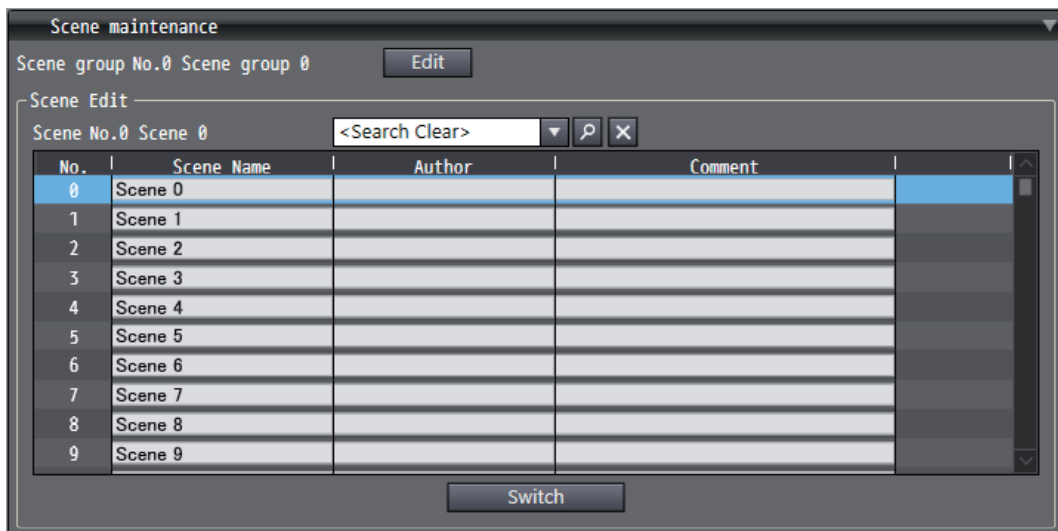 Scene maintenance
Scene group No.0 Scene group 0 Edit
Scene Edit
Scene No.0 Scene 0 <Search Clear>
No. Scene Name Author Comment
0 Scene 0
1 Scene 1
2 Scene 2
3 Scene 3
4 Scene 4
5 Scene 5
6 Scene 6
7 Scene 7
8 Scene 8
9 Scene 9
Switch